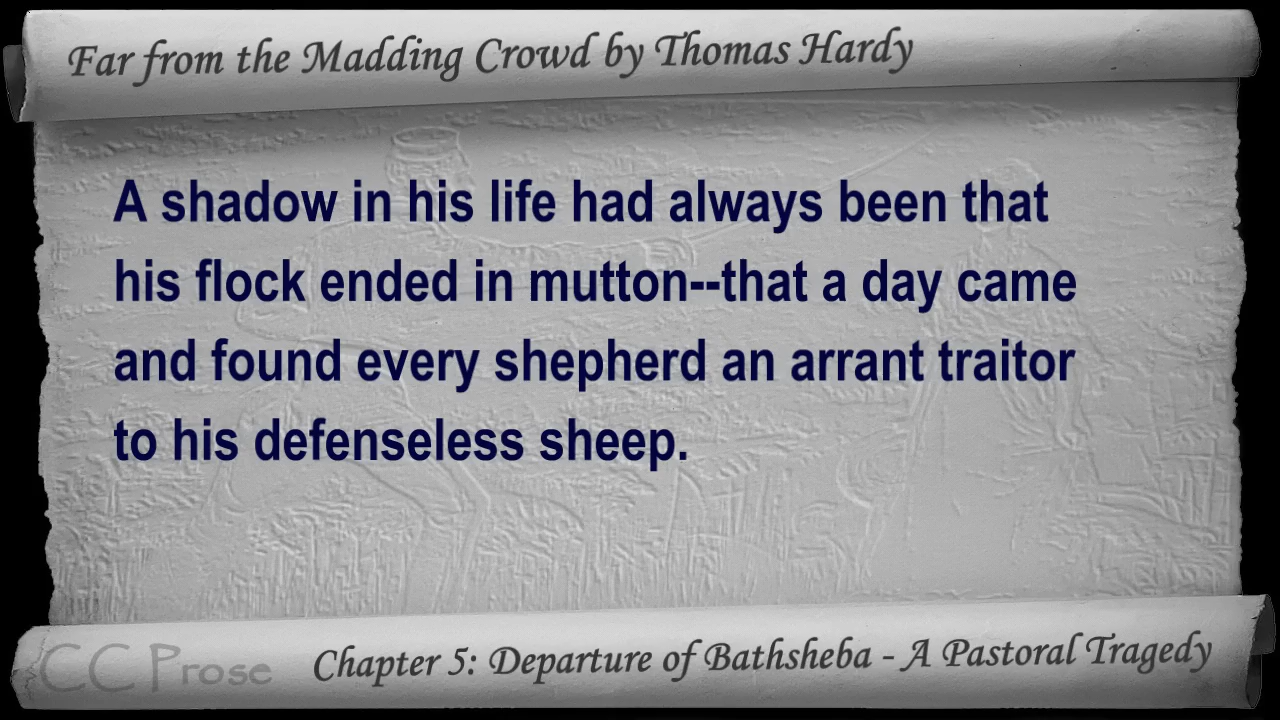 Far from the Madding Crowd by Thomas Hardy
A shadow in his life had always been that
his flock ended in mutton--that a day came
and found every shepherd an arrant traitor
to his defenseless sheep.
CC Prose
Chapter 5: Departure of Bathsheba - A Pastoral Tragedy